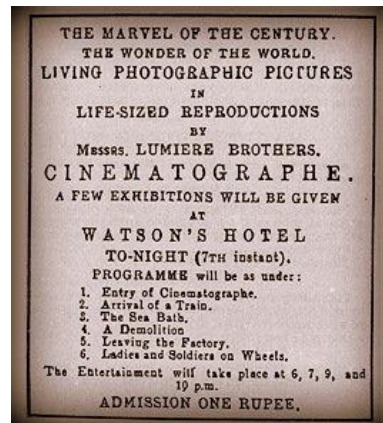 THE MARVEL OF THE CENTURY.
THE WONDER OF THE WORLD.
LIVING PHOTOGRAPHIC PICTURES
IN
LIFE-SIZED REPRODUCTIONS
BY
MESSRS. LUMIERE BROTHERS.
CINEMATOGRAPHE.
A FEW EXHIBITIONS WILL BE GIVEN
AT
WATSON'S HOTEL
TO-NIGHT (7TH instant).
PROGRAMME will be as under:
1. Entry of Cinematographe.
2. Arrival of a Train.
3. The Sea Bath.
4. A Demolition
5. Leaving the Factory.
6. Ladies and Soldiers on Wheels.
The Entertainment will take place at 6, 7, 9, and
10 p.m.
ADMISSION ONE RUPEE.